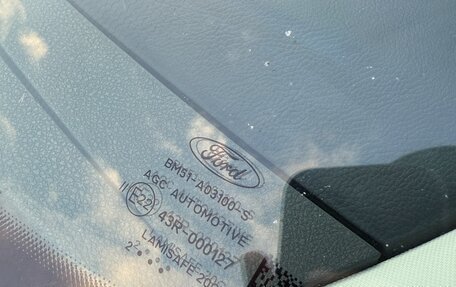 Ford
BM51-A03100-S
AGC AUTOMOTIVE
E22 43R-000127
LAMISAFE